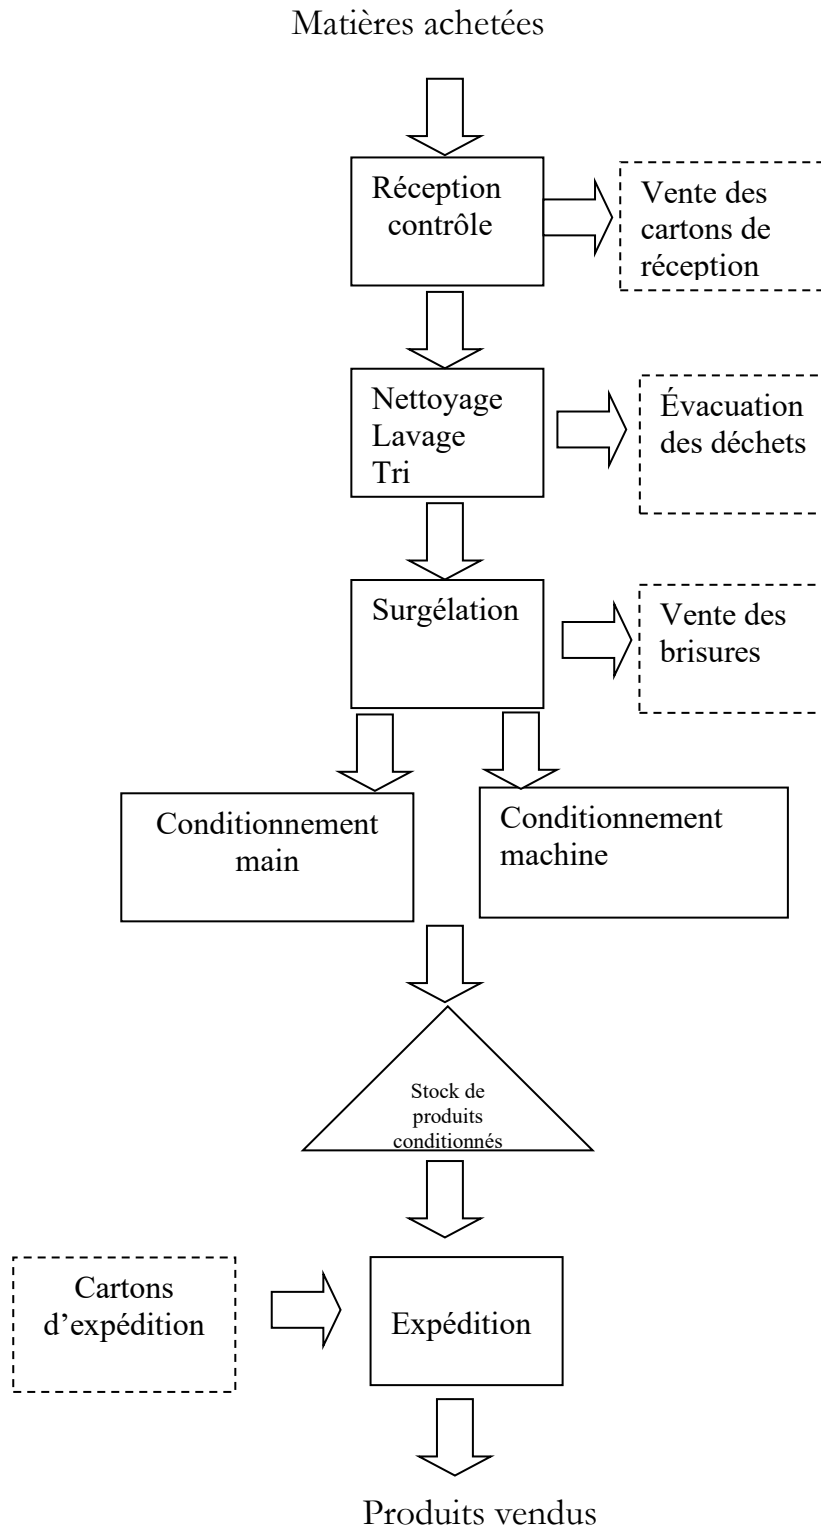 Matières achetées
Réception
contrôle
Vente des
cartons de
réception
Nettoyage
Lavage
Tri
Évacuation
des déchets
Surgélation
Vente des
brisures
Conditionnement
main
Conditionnement
machine
Stock de
produits
conditionnés
Cartons
d’expédition
Expédition
Produits vendus